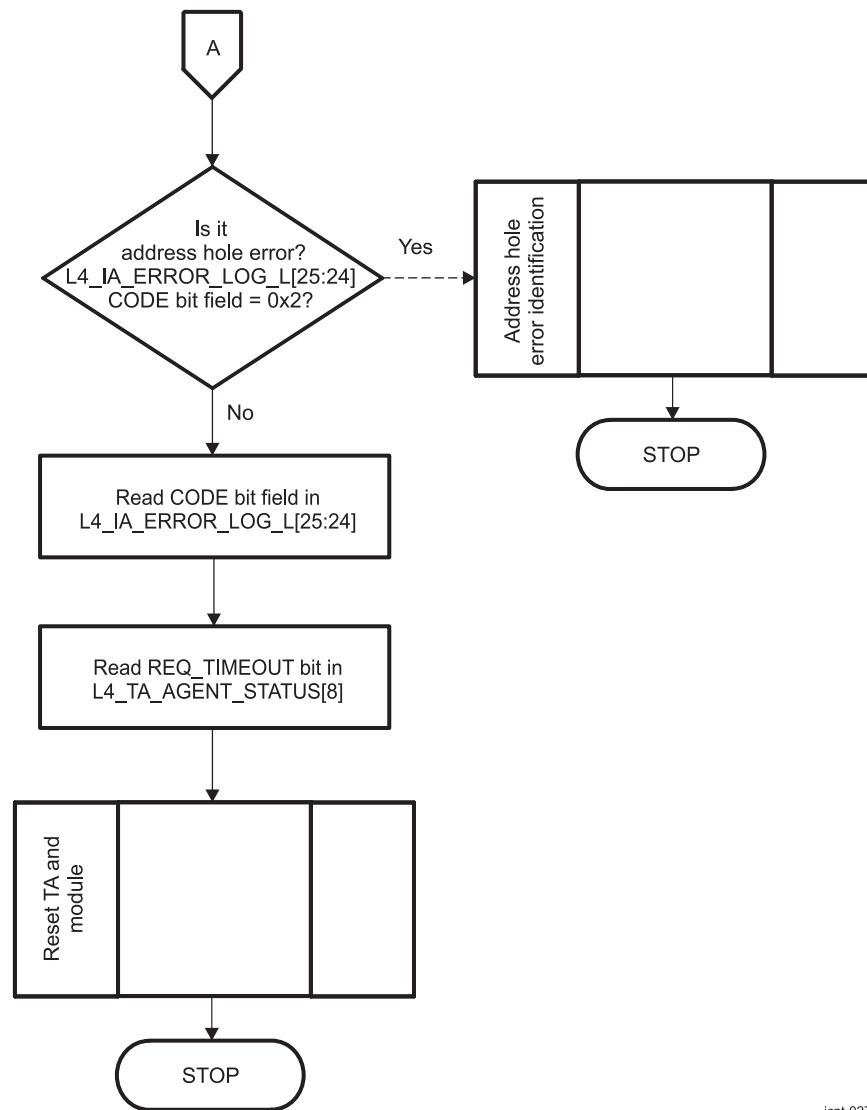 A
Is it
address hole error?
L4_IA_ERROR_LOG_L[25:24]
CODE bit field = 0x2?
Yes
Address hole
error identification
STOP
No
Read CODE bit field in
L4_IA_ERROR_LOG_L[25:24]
Read REQ_TIMEOUT bit in
L4_TA_AGENT_STATUS[8]
Reset TA and
module
STOP